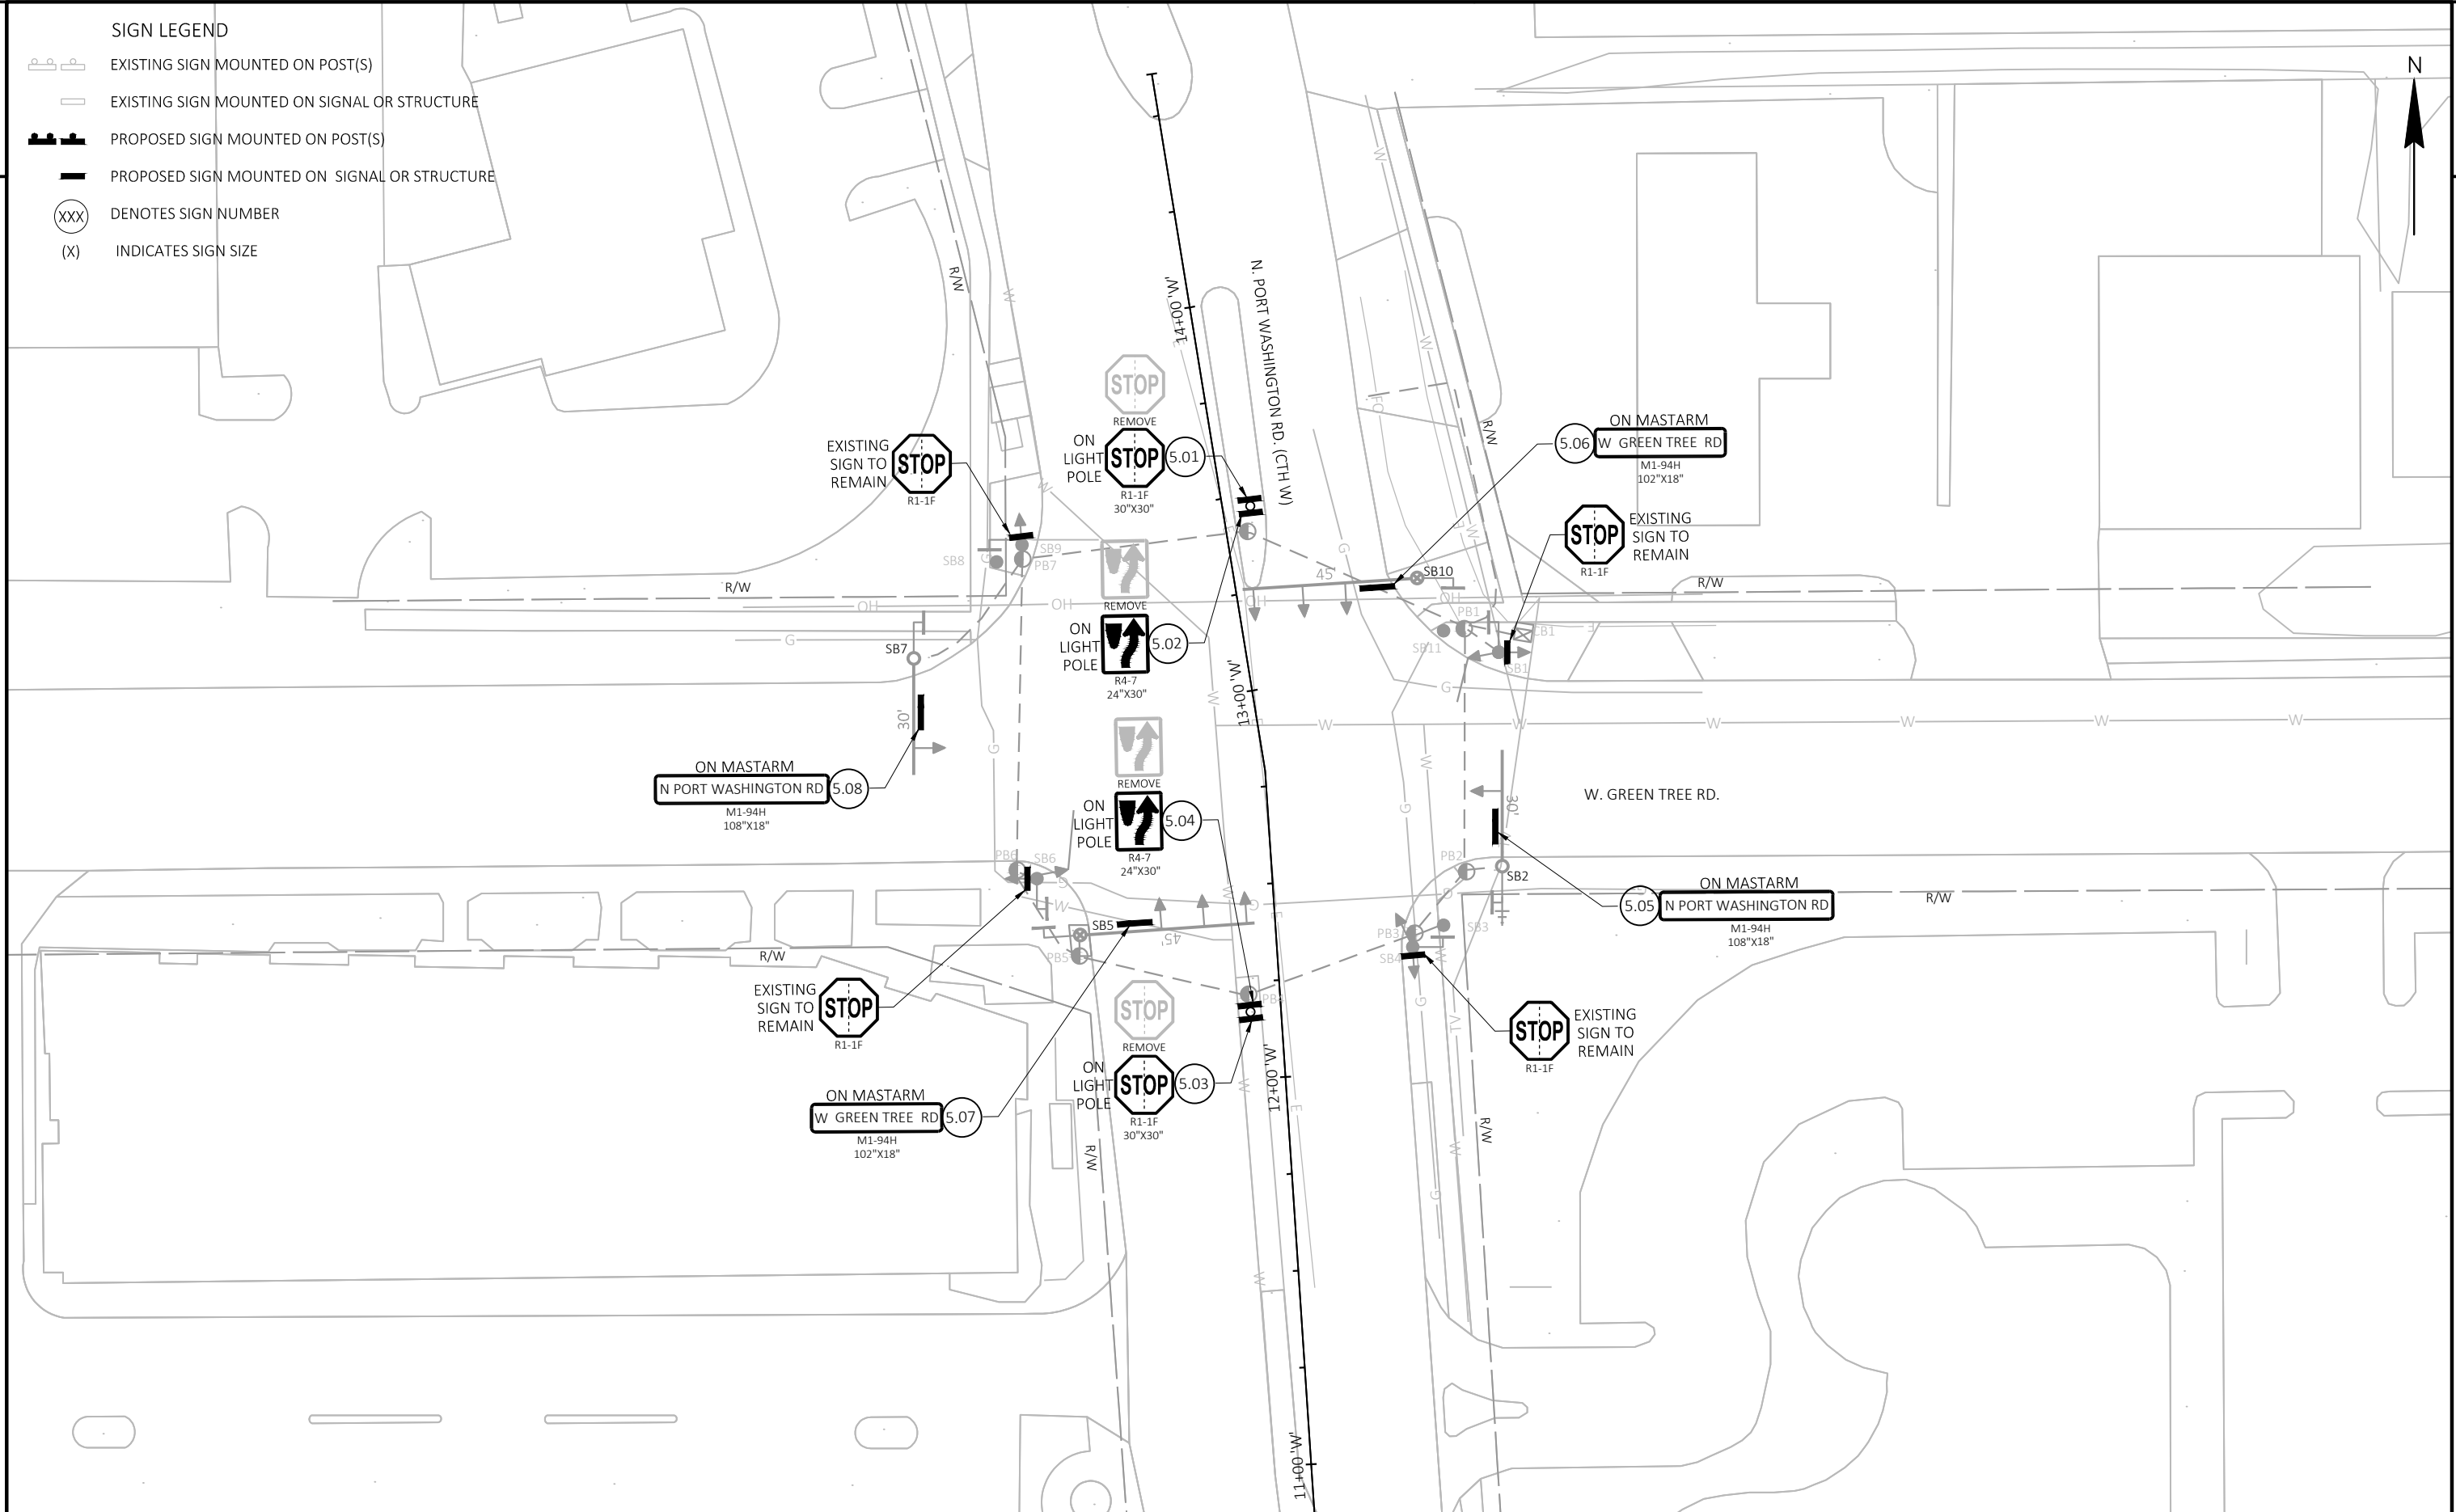 SIGN LEGEND
EXISTING SIGN MOUNTED ON POST(S)
EXISTING SIGN MOUNTED ON SIGNAL OR STRUCTURE
PROPOSED SIGN MOUNTED ON POST(S)
PROPOSED SIGN MOUNTED ON SIGNAL OR STRUCTURE
XXX DENOTES SIGN NUMBER
(X) INDICATES SIGN SIZE
N
R/W
W
W
14+00 'W'
N. PORT WASHINGTON RD. (CTH W)
W
FO
R/W
STOP
REMOVE
ON
LIGHT
POLE
STOP
5.01
R1-1F
30"X30"
EXISTING
SIGN TO
REMAIN
STOP
R1-1F
ON MASTARM
5.06
W GREEN TREE RD
M1-94H
102"X18"
STOP
EXISTING
SIGN TO
REMAIN
R1-1F
W
SB8
G
SB9
PB7
G
W
45'
SB10
R/W
R/W
OH
OH
OH
OH
PB1
CB1
E
SB11
SB1
REMOVE
ON
LIGHT
POLE
5.02
R4-7
24"X30"
G
SB7
30'
G
W
13+00 'W'
E
G
W
W
W
W
W
W
G
W
REMOVE
ON
LIGHT
POLE
5.04
R4-7
24"X30"
ON MASTARM
N PORT WASHINGTON RD
5.08
M1-94H
108"X18"
W. GREEN TREE RD.
30'
G
PB6
SB6
G
W
W
G
E
PB2
SB2
G
ON MASTARM
5.05
N PORT WASHINGTON RD
M1-94H
108"X18"
R/W
R/W
SB5
45'
PB5
PB3
SB3
SB4
W
G
TV
EXISTING
SIGN TO
REMAIN
STOP
R1-1F
STOP
REMOVE
ON
LIGHT
POLE
STOP
5.03
R1-1F
30"X30"
STOP
EXISTING
SIGN TO
REMAIN
R1-1F
ON MASTARM
W GREEN TREE RD
5.07
M1-94H
102"X18"
12+00 'W'
W
E
R/W
R/W
W
G
W
11+00 'W'